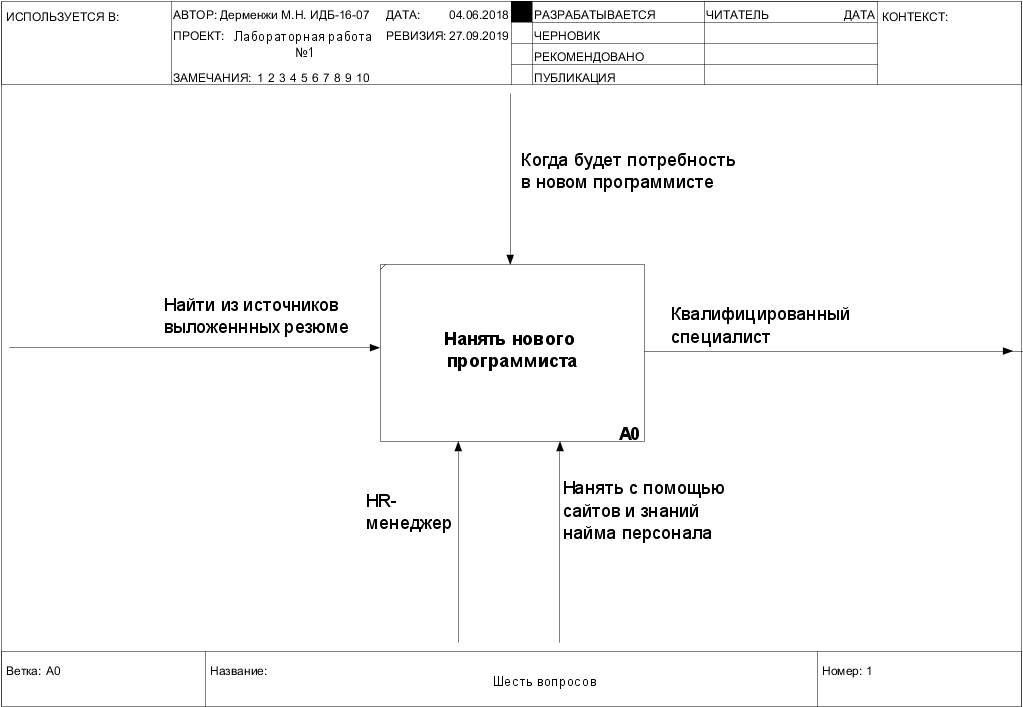 ИСПОЛЬЗУЕТСЯ В:
АВТОР: Дерменжи М.Н. ИДБ-16-07
ДАТА: 04.06.2018
ПРОЕКТ: Лабораторная работа
№1
РЕВИЗИЯ: 27.09.2019
ЗАМЕЧАНИЯ: 1 2 3 4 5 6 7 8 9 10
РАЗРАБАТЫВАЕТСЯ
ЧЕРНОВИК
РЕКОМЕНДОВАНО
ПУБЛИКАЦИЯ
ЧИТАТЕЛЬ
ДАТА
КОНТЕКСТ:
Когда будет потребность
в новом программисте
Найти из источников
выложеннных резюме
Нанять нового
программиста
A0
Квалифицированный
специалист
HR-
менеджер
Нанять с помощью
сайтов и знаний
найма персонала
Ветка: A0
Название:
Шесть вопросов
Номер: 1